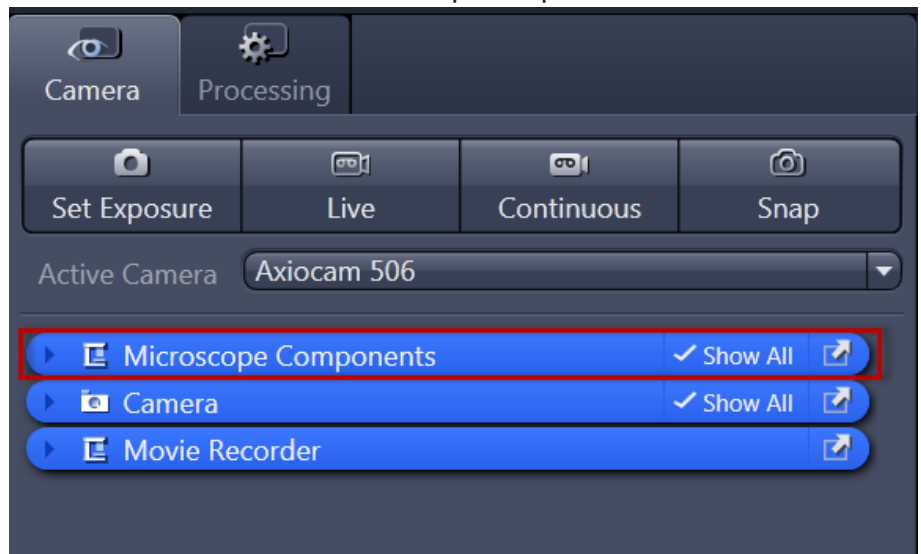 Camera
Processing
Set Exposure
Live
Continuous
Snap
Active Camera
Axiocam 506
Microscope Components
Show All
Camera
Show All
Movie Recorder